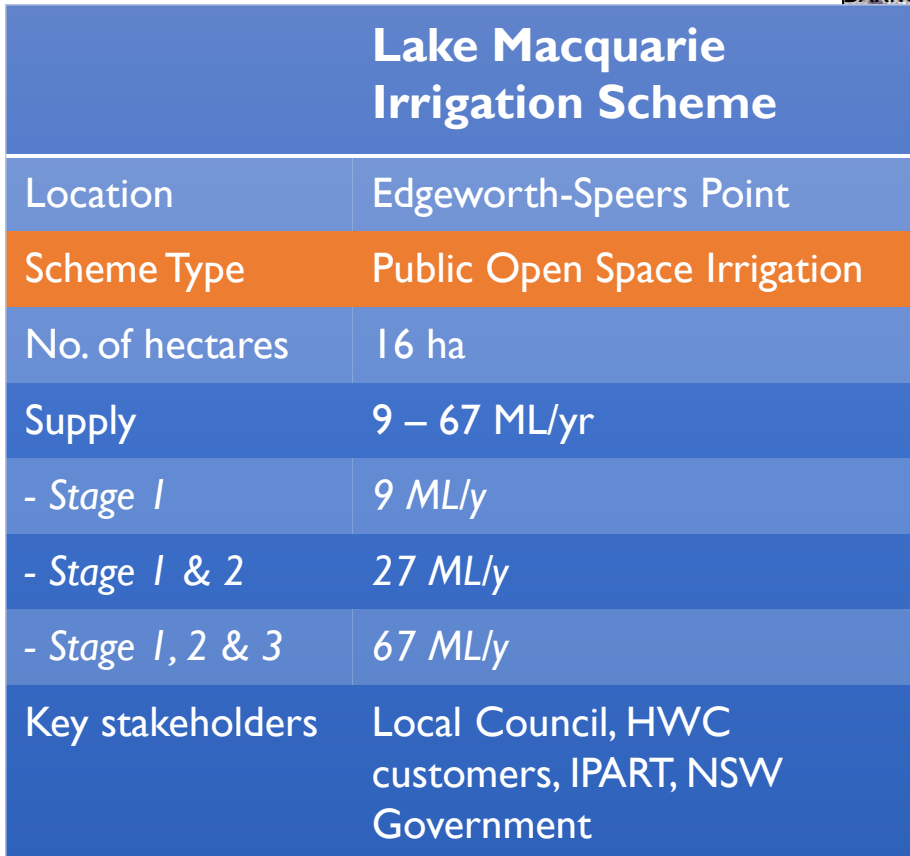 Lake Macquarie
Irrigation Scheme
Location Edgeworth-Speers Point
Scheme Type Public Open Space Irrigation
No. of hectares 16 ha
Supply 9 – 67 ML/yr
- Stage 1 9 ML/y
- Stage 1 & 2 27 ML/y
- Stage 1, 2 & 3 67 ML/y
Key stakeholders Local Council, HWC
customers, IPART, NSW
Government